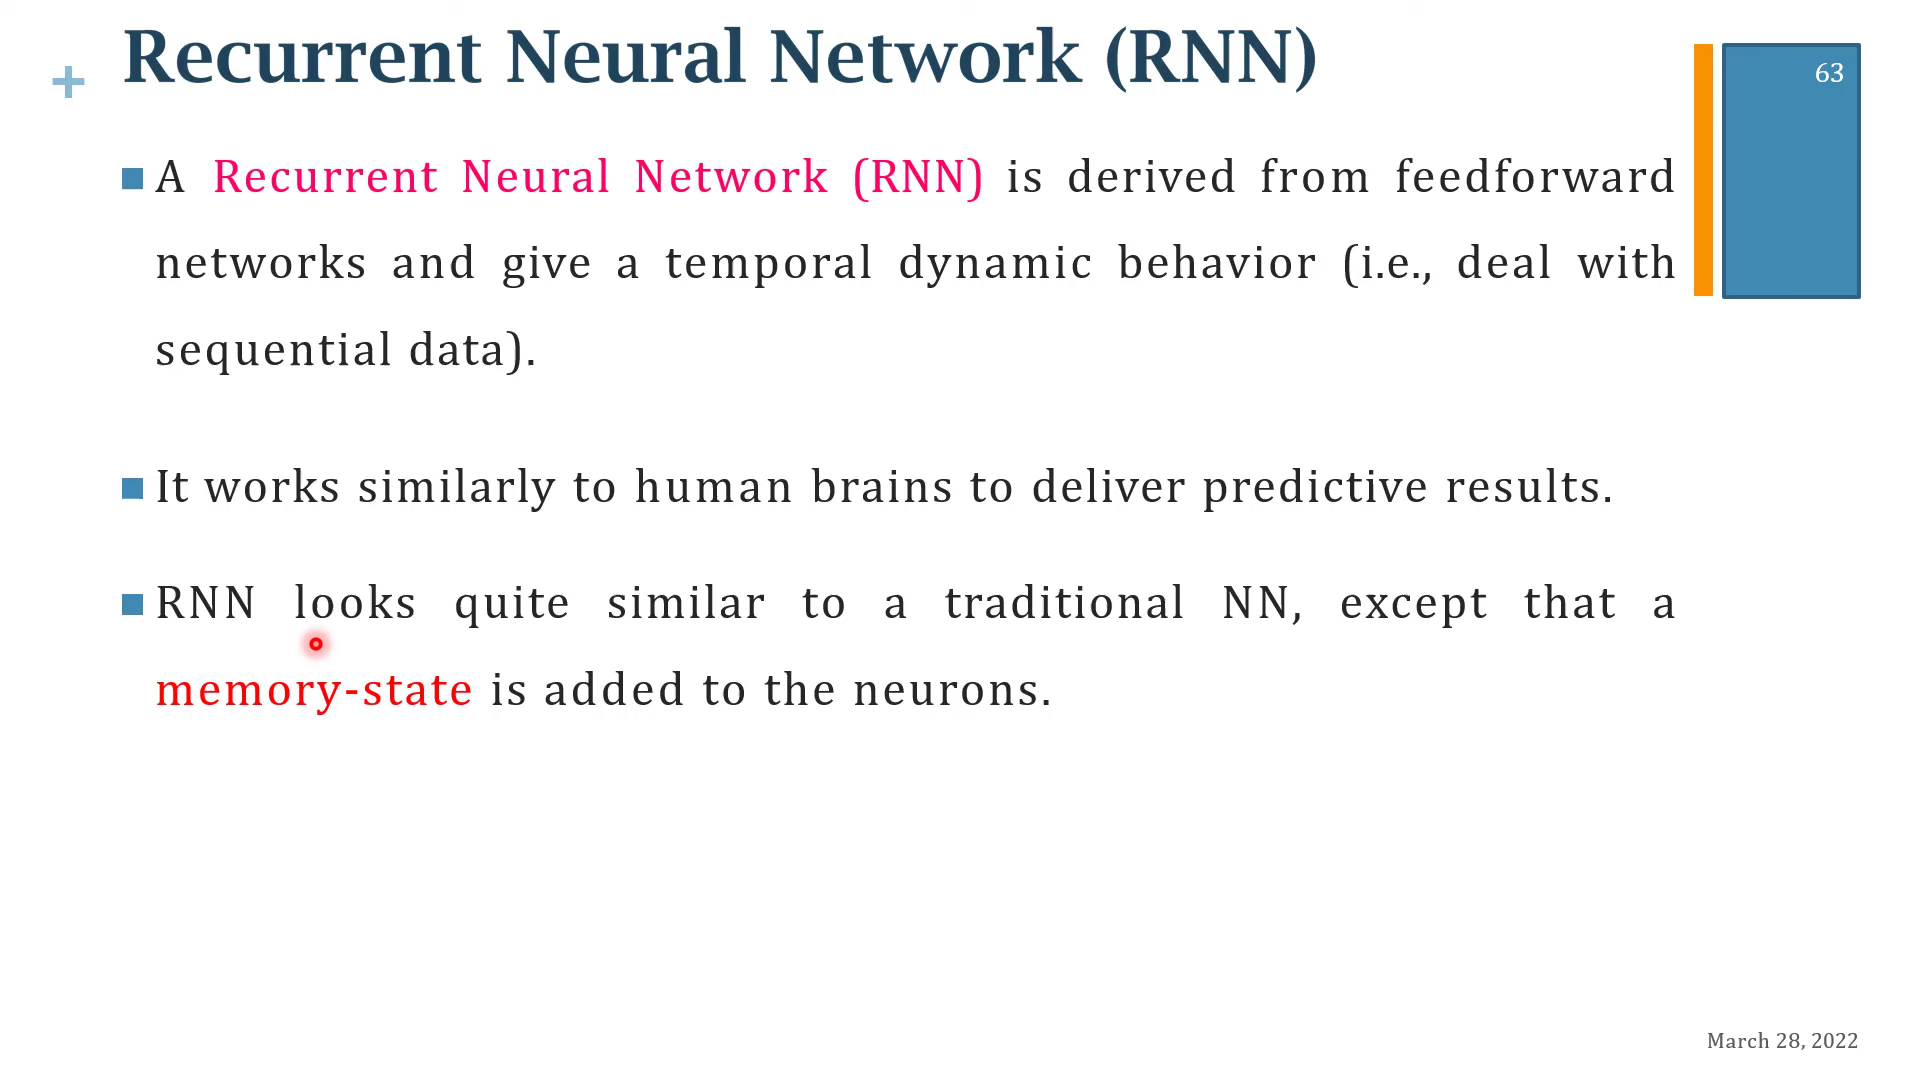 Recurrent Neural Network (RNN)
63
A Recurrent Neural Network (RNN) is derived from feedforward
networks and give a temporal dynamic behavior (i.e., deal with
sequential data).
It works similarly to human brains to deliver predictive results.
RNN looks quite similar to a traditional NN, except that a
memory-state is added to the neurons.
March 28, 2022